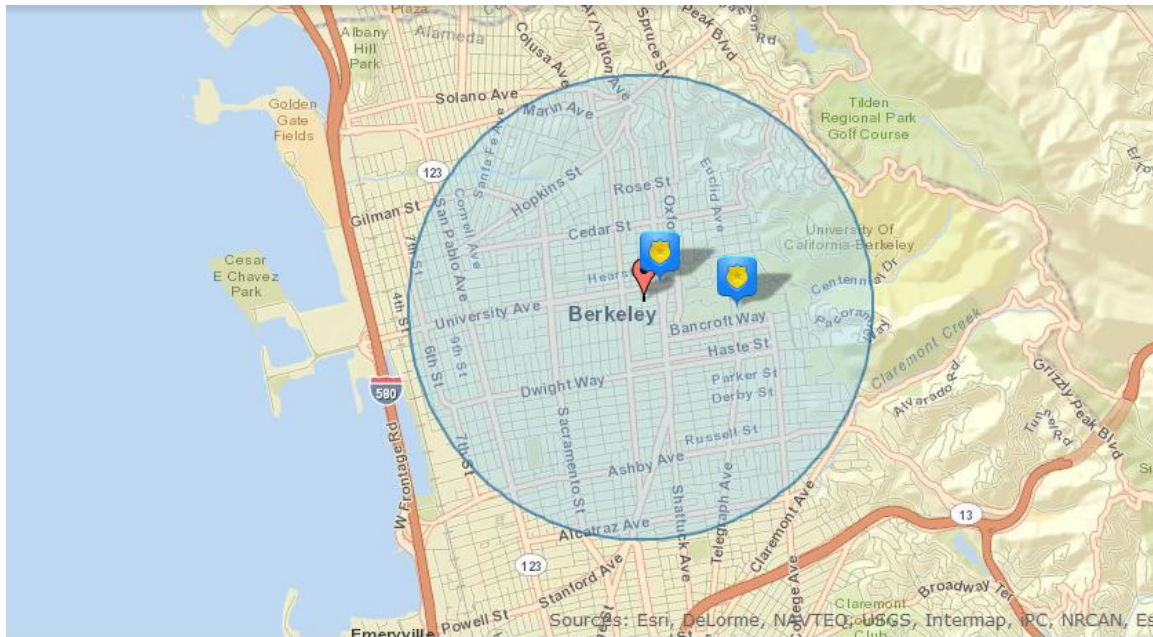 Plaza
Albany
Hill
Park
Alameda
Colusa Ave
Spruce St
Peak Blvd
Golden
Gate
Fields
Solano Ave
Marin Ave
Tilden
Regional Park
Golf Course
123
Santa Fe Ave
Hopkins St
Rose St
Euclid Ave
Gilman St
San Pablo Ave
Cornell Ave
Cedar St
University Of
California-Berkeley
7th St
Cesar
E Chavez
Park
Hearst
Centennial Dr
4th St
University Ave
Berkeley
Bancroft Way
Way
6th St
9th St
Haste St
Claremont Creek
580
Dwight Way
Parker St
Derby St
Alvarado Rd
Grizzly Peak Blvd
7th St
Sacramento St
Russell St
W Frontage Rd
Ashby Ave
Shattuck Ave
Telegraph Ave
Claremont Ave
13
Alcatraz Ave
123
Stanford Ave
College Ave
Broadway Ter
Powell St
Claremont
Club
Emeryville
Sources: Esri, DeLorme, NAVTEQ, USGS, Intermap, iPC, NRCAN, Es